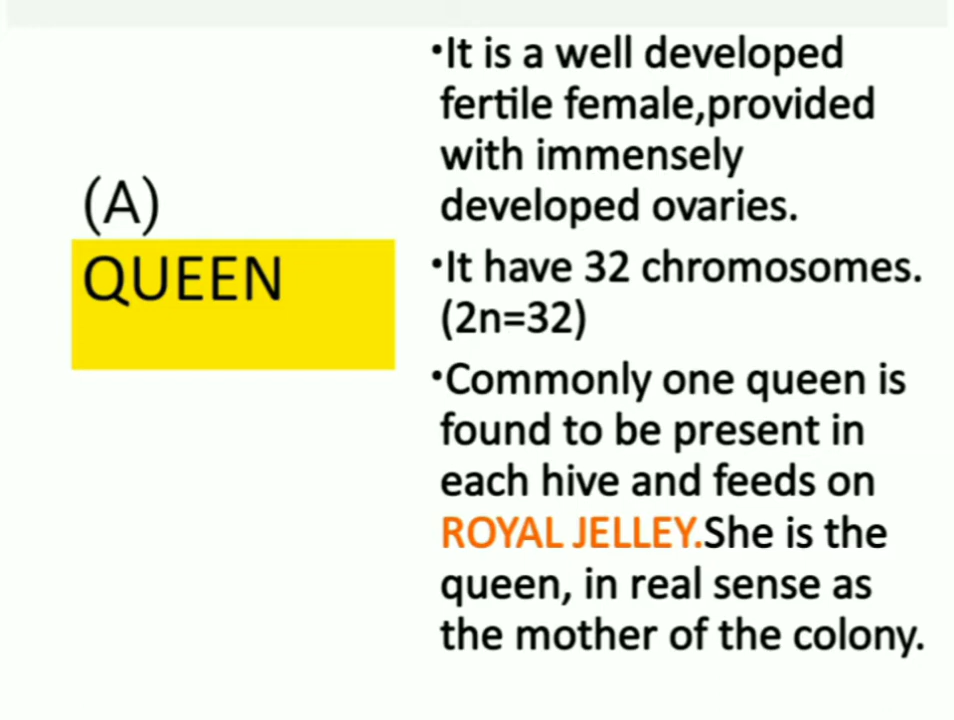 (A)
QUEEN
•It is a well developed
fertile female,provided
with immensely
developed ovaries.
•It have 32 chromosomes.
(2n=32)
•Commonly one queen is
found to be present in
each hive and feeds on
ROYAL JELLEY.She is the
queen, in real sense as
the mother of the colony.